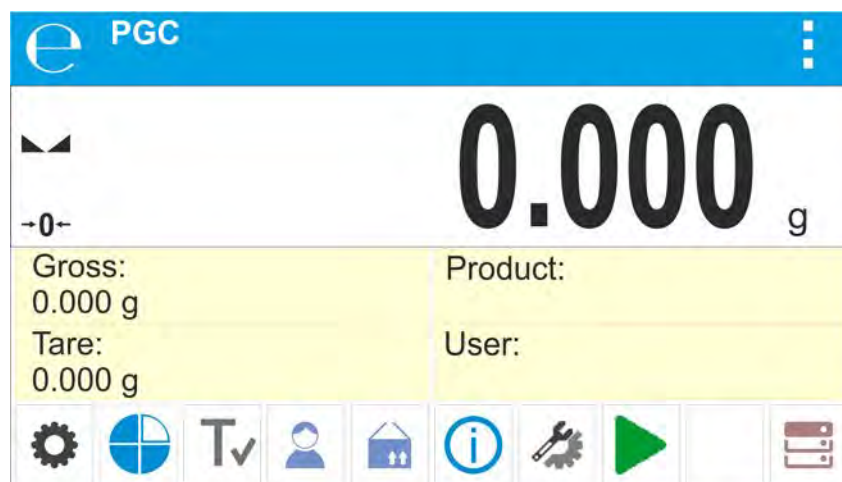 ℮ PGC
0.000 g
→0←
Gross:
0.000 g
Product:
Tare:
0.000 g
User:
T
i